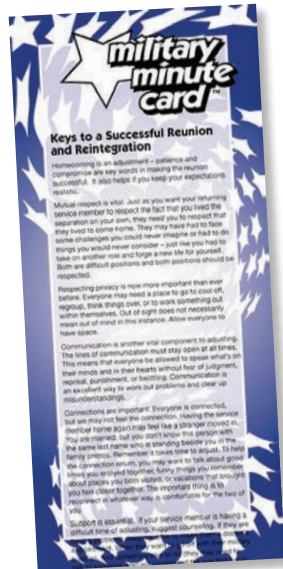 military
minute
card™
Keys to a Successful Reunion
and Reintegration
Homecoming is an adjustment – patience and
compromise are key words in making the reunion
successful. It also helps if you keep your expectations
realistic.
Mutual respect is vital. Just as you want your returning
service member to respect the fact that you lived the
separation on your own, they need you to respect that
they lived to come home. They may have had to face
some challenges you could never imagine or had to do
things you would never consider – just like you had to
take on another role and forge a new life for yourself.
Both are difficult positions and both positions should be
respected.
Respecting privacy is now more important than ever
before. Everyone may need a place to go to cool off,
regroup, think things over, or to work something out
within themselves. Out of sight does not necessarily
mean out of mind in this instance. Allow everyone to
have space.
Communication is another vital component to adjusting.
The lines of communication must stay open at all times.
This means that everyone be allowed to speak what's on
their minds and in their hearts without fear of judgment,
reprisal, punishment, or belittling. Communication is
an excellent way to work out problems and clear up
misunderstandings.
Connections are important. Everyone is connected,
but we may not feel the connection. Having the service
member home again may feel like a stranger moved in.
You are married, but you don't know this person with
the same last name who is standing beside you in the
family photos. Remember it takes time to adjust. To help
the connection return, you may want to talk about good
times you enjoyed together, funny things you remember
about places you born visited, or vacations that brought
you two closer together. The important thing is to
reconnect in whatever way is comfortable for the two of
you.
Support is essential. If your service member is having a
difficult time of adjusting, suggest counseling. If they are